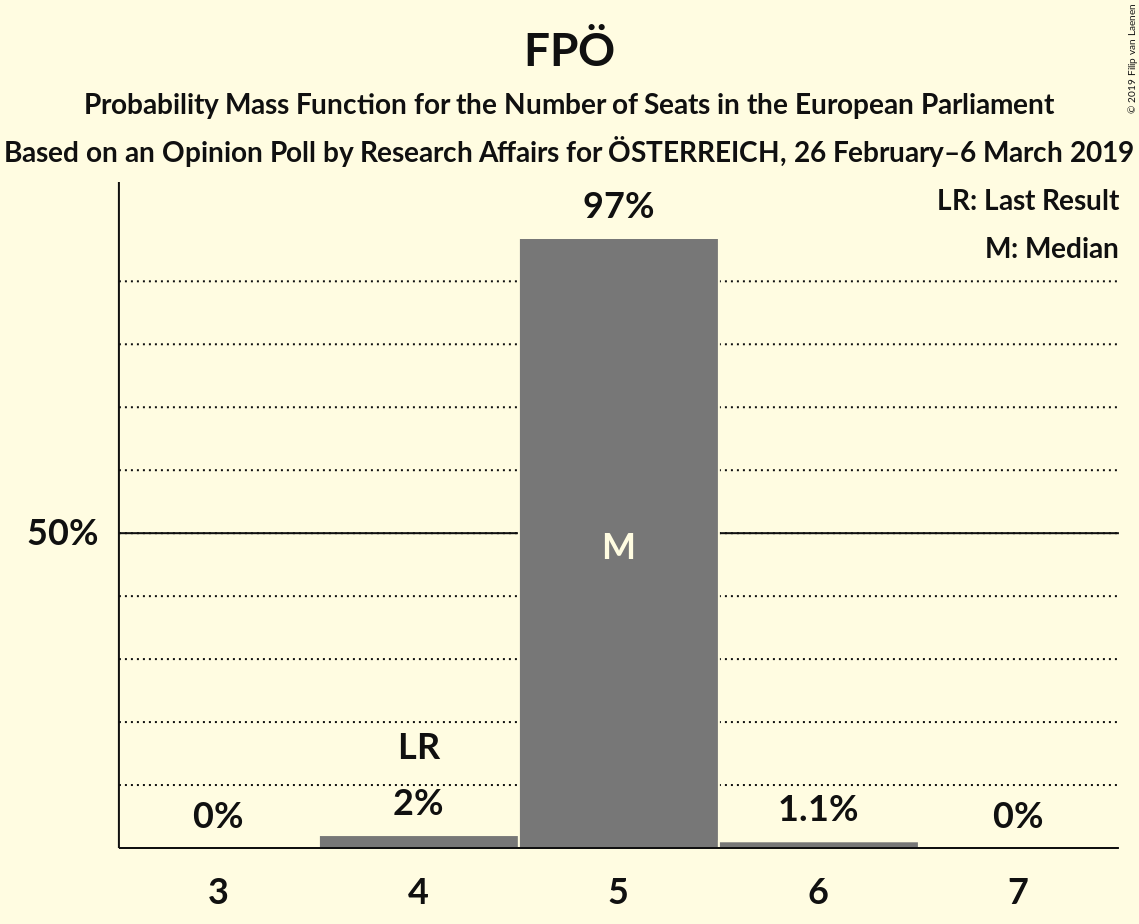 FPÖ
Probability Mass Function for the Number of Seats in the European Parliament
Based on an Opinion Poll by Research Affairs for ÖSTERREICH, 26 February–6 March 2019
© 2019 Filip van Laenen
LR: Last Result
M: Median
97%
50%
M
LR
0%
2%
1.1%
0%
3 4 5 6 7